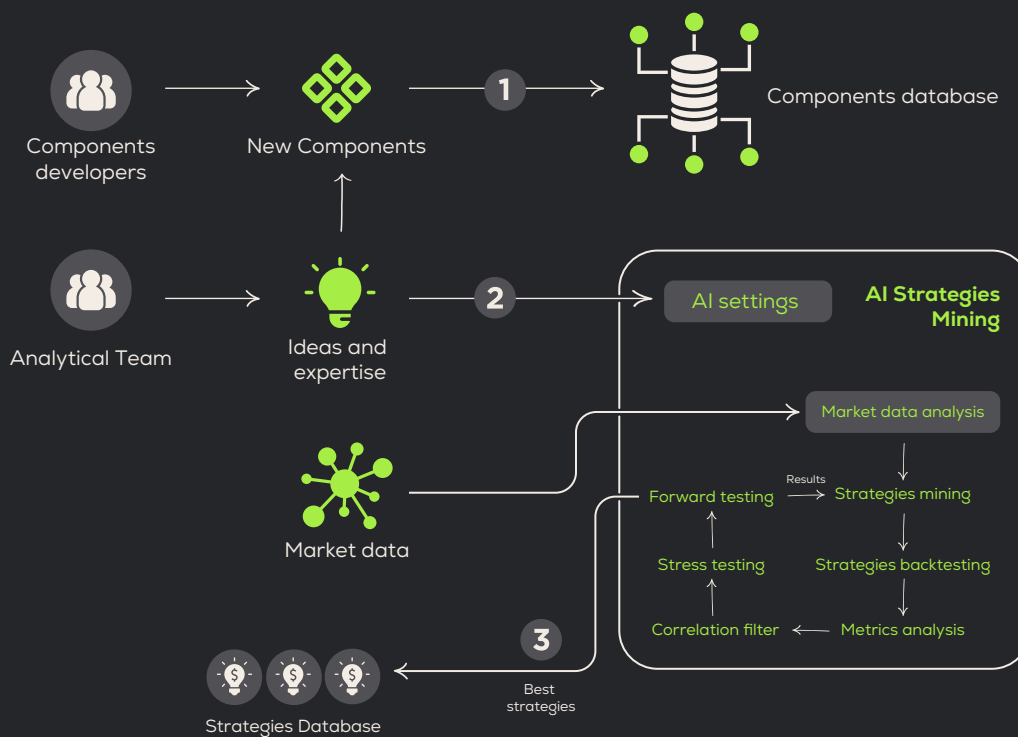 Components
developers
New Components
1
Components database
Analytical Team
Ideas and
expertise
2
AI settings
AI Strategies
Mining
Market data
Market data analysis
Forward testing
Results
Strategies mining
Stress testing
Strategies backtesting
Correlation filter
Metrics analysis
3
Best
strategies
$
$
$
Strategies Database